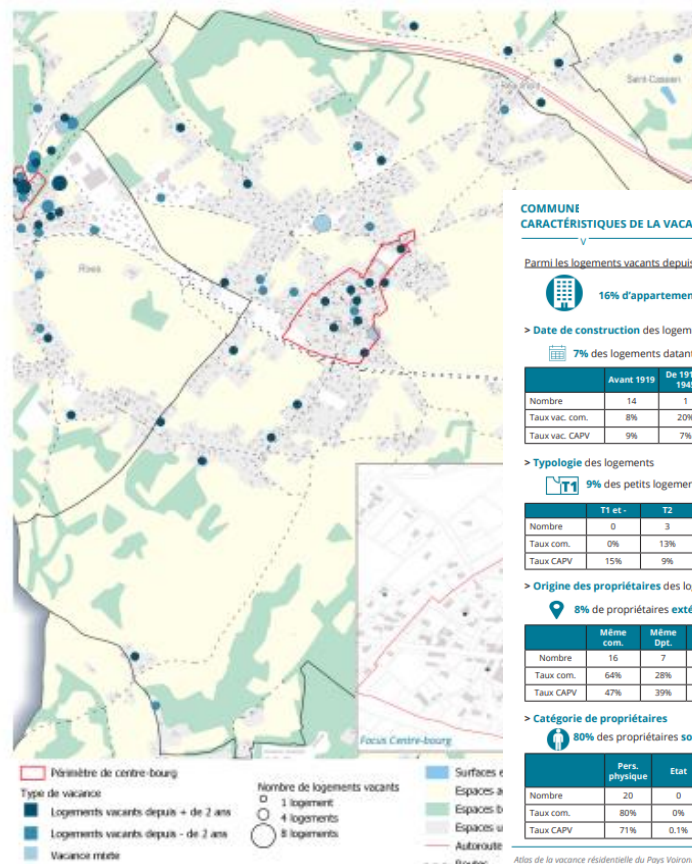 Saint-Cassien
Rives
COMMUNE
CARACTÉRISTIQUES DE LA VACA
V
Parmi les logements vacants depuis
16% d'appartemen
> Date de construction des logem
7% des logements datant
Avant 1919 De 191
1945
Nombre 14 1
Taux vac. com. 8% 20%
Taux vac. CAPV 9% 7%
> Typologie des logements
T1 9% des petits logemen
T1 et - T2
Nombre 0 3
Taux com. 0% 13%
Taux CAPV 15% 9%
> Origine des propriétaires des log
8% de propriétaires exté
Même com. Même Dpt.
Nombre 16 7
Taux com. 64% 28%
Taux CAPV 47% 39%
> Catégorie de propriétaires
80% des propriétaires so
Pers. physique Etat
Nombre 20 0
Taux com. 80% 0%
Taux CAPV 71% 0.1%
Atlas de la vacance résidentielle du Pays Voironn
Focus Centre-bourg
Périmètre de centre-bourg
Type de vacance
Logements vacants depuis + de 2 ans
Logements vacants depuis - de 2 ans
Vacance mixte
Nombre de logements vacants
1 logement
4 logements
8 logements
Surfaces e
Espaces a
Espaces b
Espaces u
Autoroute
Routes